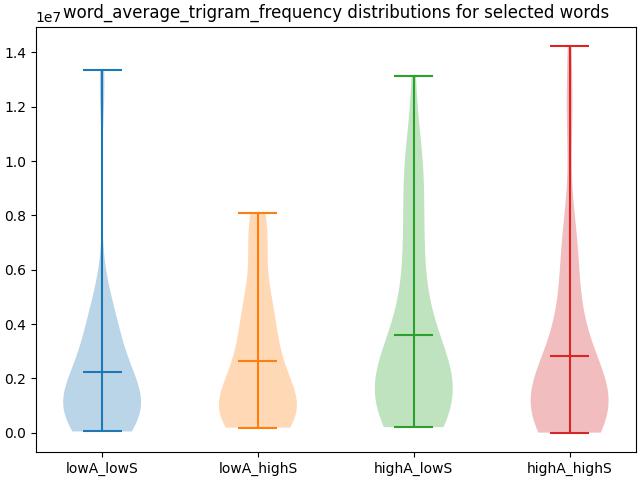 1e7
word_average_trigram_frequency distributions for selected words
1.4
1.2
1.0
0.8
0.6
0.4
0.2
0.0
lowA_lowS lowA_highS highA_lowS highA_highS